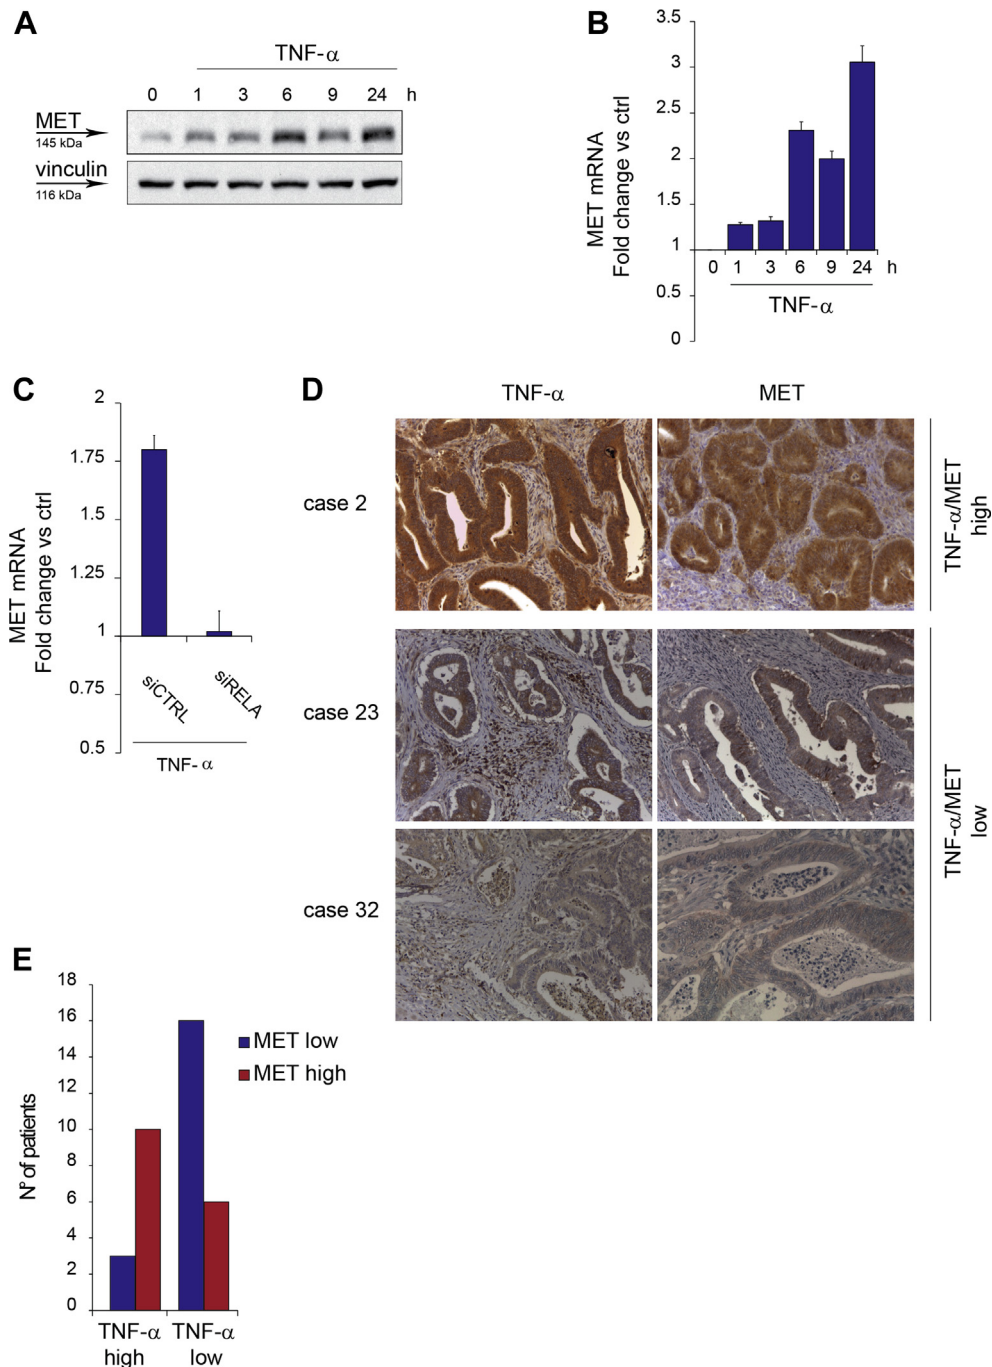 A
TNF-α
0 1 3 6 9 24 h
MET
145 kDa
vinculin
116 kDa
B
MET mRNA
Fold change vs ctrl
3.5
3
2.5
2
1.5
1
0.5
0
0 1 3 6 9 24 h
TNF-α
C
MET mRNA
Fold change vs ctrl
2
1.75
1.5
1.25
1
0.75
0.5
siCTRL siRELA
TNF-α
D
TNF-α MET
case 2
TNF-α/MET
high
case 23
case 32
TNF-α/MET
low
E
N° of patients
18
16
14
12
10
8
6
4
2
0
MET low
MET high
TNF-α TNF-α
high low